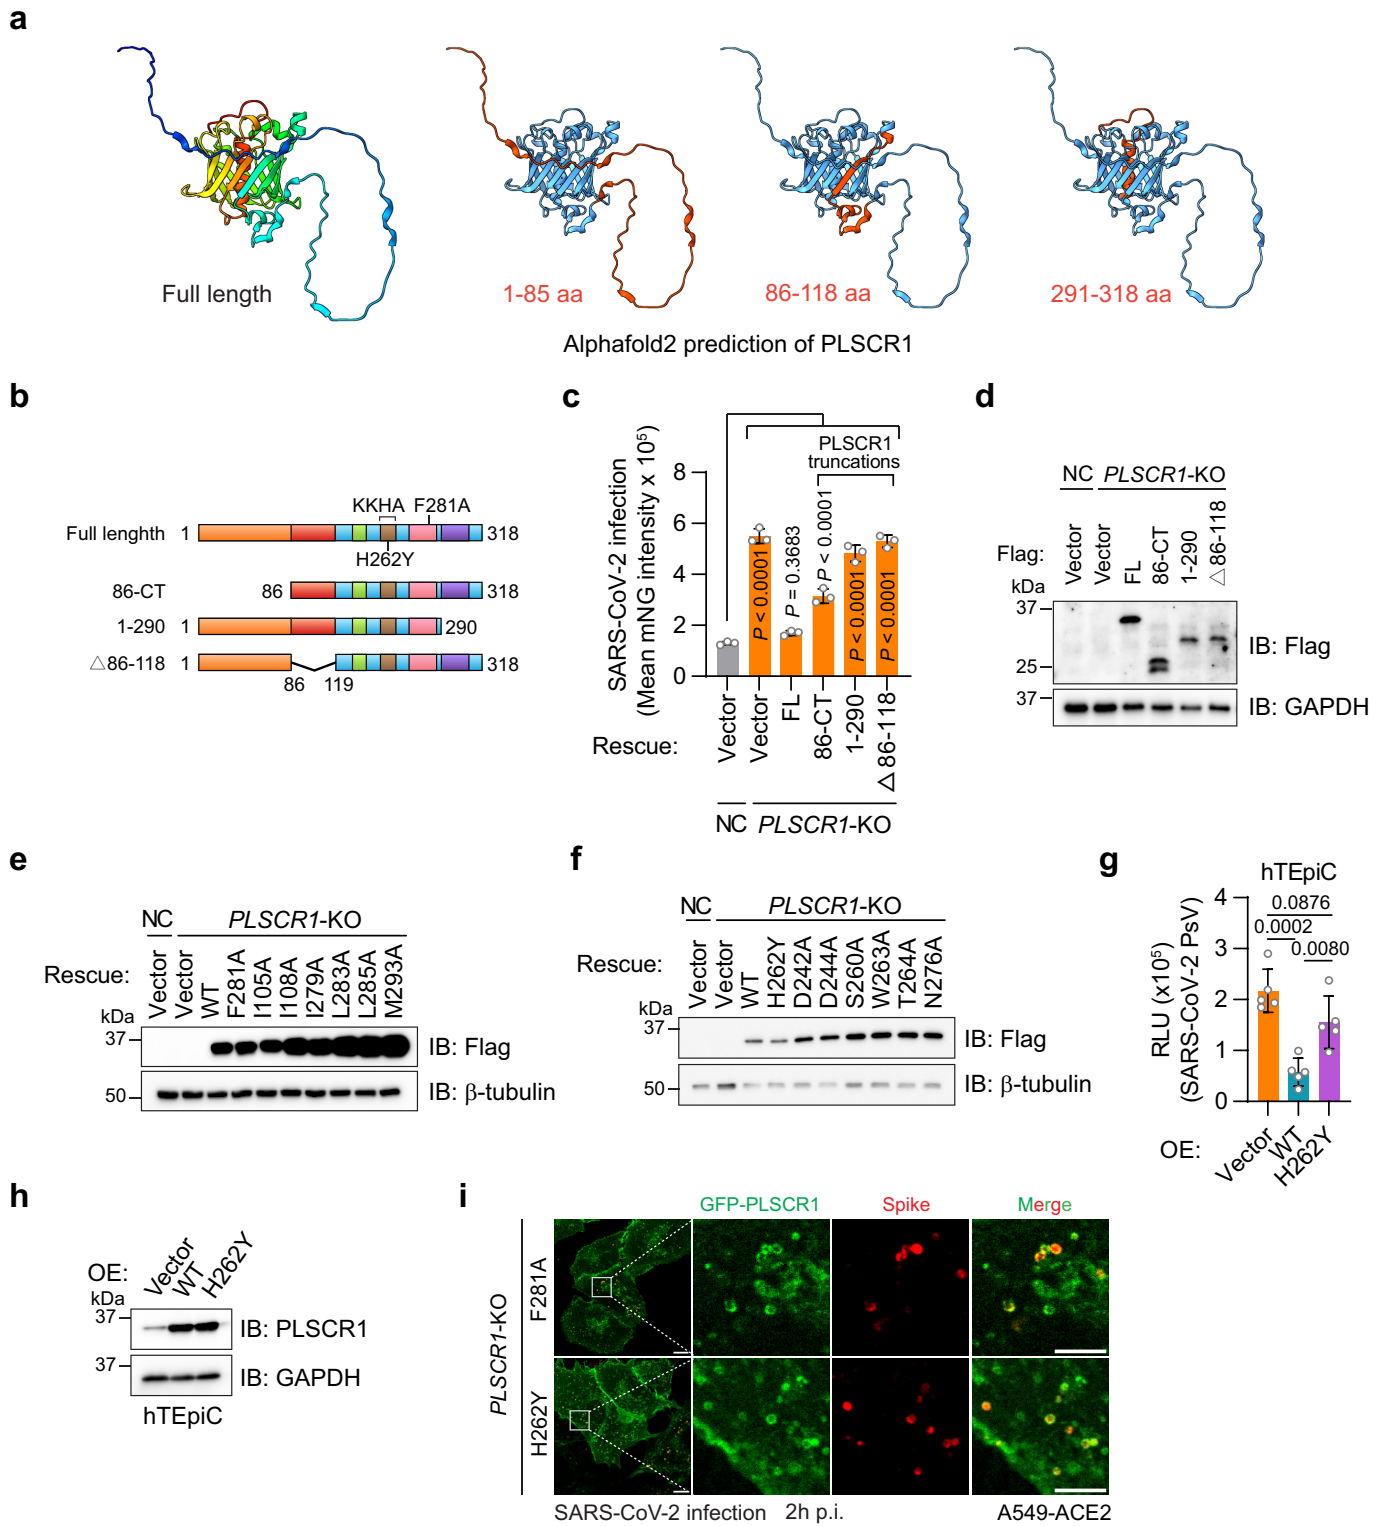 a
Full length
1-85 aa
86-118 aa
291-318 aa
Alphafold2 prediction of PLSCR1
b
KKHA F281A
Full lenghth 1 318
H262Y
86-CT 86 318
1-290 1 290
△86-118 1 318
86 119
c
SARS-CoV-2 infection
(Mean mNG intensity x 10⁵)
8
6
4
2
0
PLSCR1
truncations
P < 0.0001
P = 0.3683
P < 0.0001
P < 0.0001
P < 0.0001
Rescue:
Vector
Vector
FL
86-CT
1-290
△86-118
NC PLSCR1-KO
d
NC PLSCR1-KO
Flag:
Vector
Vector
FL
86-CT
1-290
△86-118
kDa
37
25
IB: Flag
37
IB: GAPDH
e
NC PLSCR1-KO
Rescue:
Vector
Vector
WT
F281A
I105A
I108A
I279A
L283A
L285A
M293A
kDa
37
IB: Flag
50
IB: β-tubulin
f
NC PLSCR1-KO
Rescue:
Vector
Vector
WT
H262Y
D242A
D244A
S260A
W263A
T264A
N276A
kDa
37
IB: Flag
50
IB: β-tubulin
g
hTEpiC
RLU (x10⁵)
(SARS-CoV-2 PsV)
4
3
2
1
0
0.0876
0.0002
0.0080
OE:
Vector
WT
H262Y
h
OE:
Vector
WT
H262Y
kDa
37
IB: PLSCR1
37
IB: GAPDH
hTEpiC
i
GFP-PLSCR1 Spike Merge
PLSCR1-KO
F281A
H262Y
SARS-CoV-2 infection 2h p.i. A549-ACE2